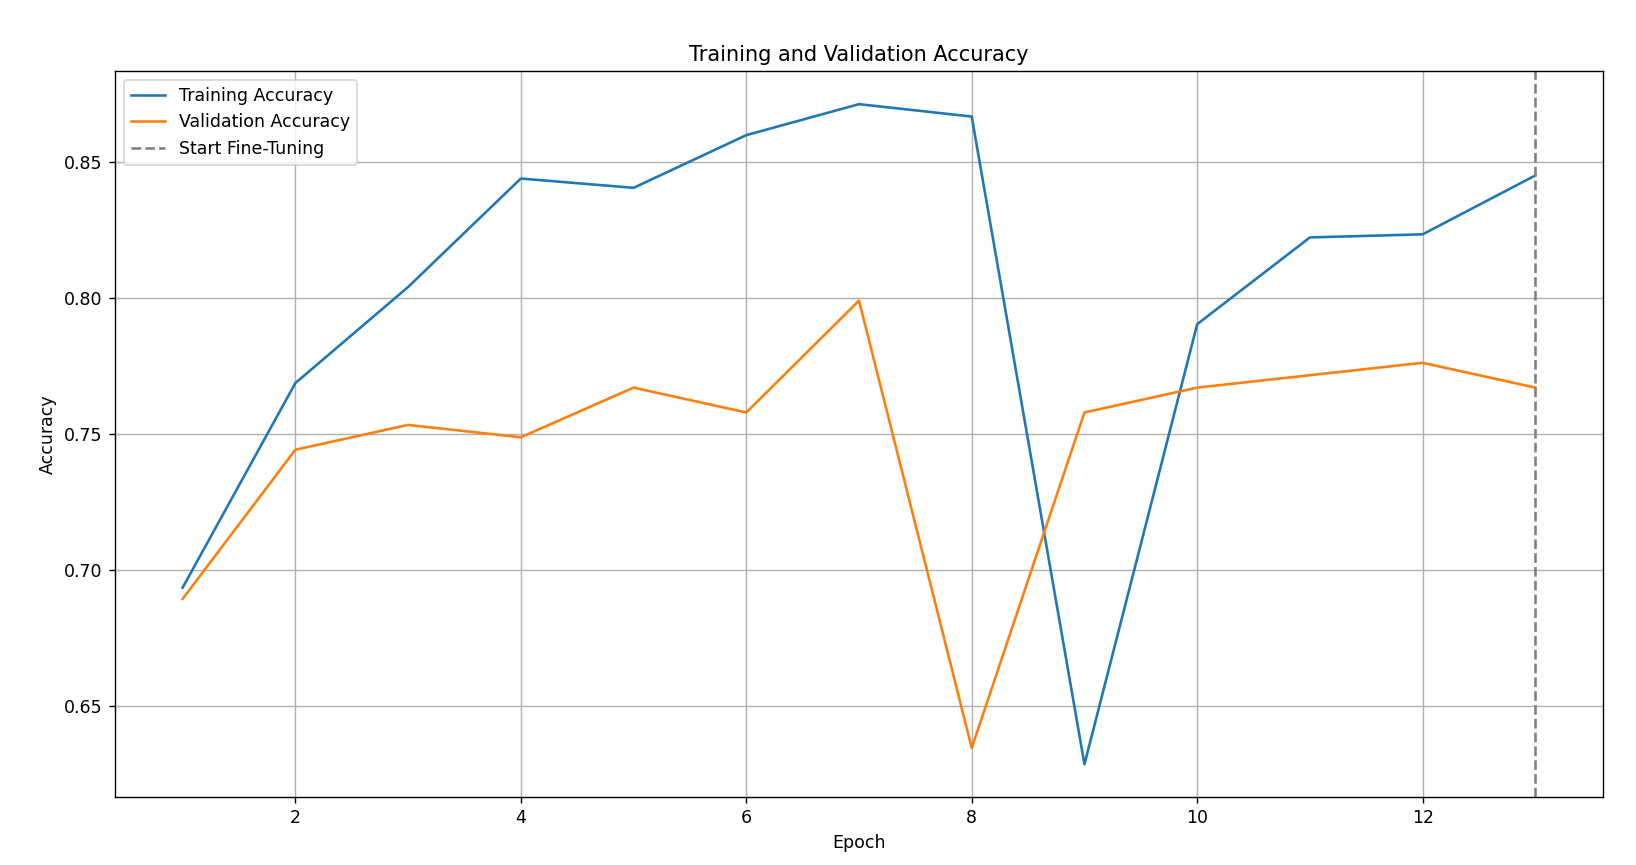 Training and Validation Accuracy
Training Accuracy
Validation Accuracy
Start Fine-Tuning
Accuracy
0.85
0.80
0.75
0.70
0.65
2 4 6 8 10 12
Epoch